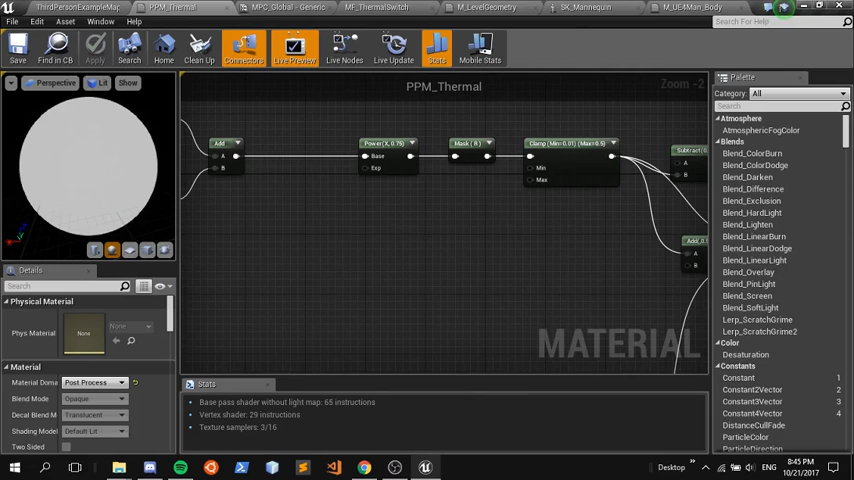 ThirdPersonExampleMap
PPM_Thermal
MPC_Global - Generic
MF_ThermalSwitch
M_LevelGeometry
SK_Mannequin
M_UE4Man_Body
File Edit Asset Window Help
Search For Help
Save
Find in CB
Apply
Search
Home
Clean Up
Connectors
Live Preview
Live Nodes
Live Update
Stats
Mobile Stats
Perspective
Lit
Show
PPM_Thermal
Zoom -2
Add
A
B
Power(X, 0.75)
Base
Exp
Mask ( R )
Clamp (Min=0.01) (Max=0.5)
Min
Max
A
B
A
B
MATERIAL
Details
Search
Physical Material
Phys Material
None
None
Material
Material Doma
Post Process
Blend Mode
Opaque
Decal Blend M
Translucent
Shading Model
Default Lit
Two Sided
Stats
Base pass shader without light map: 65 instructions
Vertex shader: 29 instructions
Texture samplers: 3/16
Palette
Category: All
Search
Atmosphere
AtmosphericFogColor
Blends
Blend_ColorBurn
Blend_ColorDodge
Blend_Darken
Blend_Difference
Blend_Exclusion
Blend_HardLight
Blend_Lighten
Blend_LinearBurn
Blend_LinearDodge
Blend_LinearLight
Blend_Overlay
Blend_PinLight
Blend_Screen
Blend_SoftLight
Lerp_ScratchGrime
Lerp_ScratchGrime2
Color
Desaturation
Constants
Constant 1
Constant2Vector 2
Constant3Vector 3
Constant4Vector 4
DistanceCullFade
ParticleColor
ParticleDirection
Desktop
ENG
8:45 PM
10/21/2017